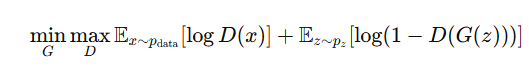 min_G max_D 𝔼_{x∼p_data}[log D(x)] + 𝔼_{z∼p_z}[log(1 − D(G(z)))]